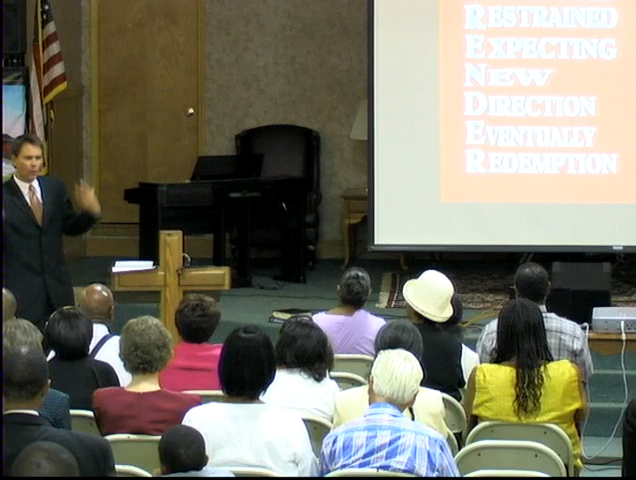 RESTRAINED
EXPECTING
NEW
DIRECTION
EVENTUALLY
REDEMPTION